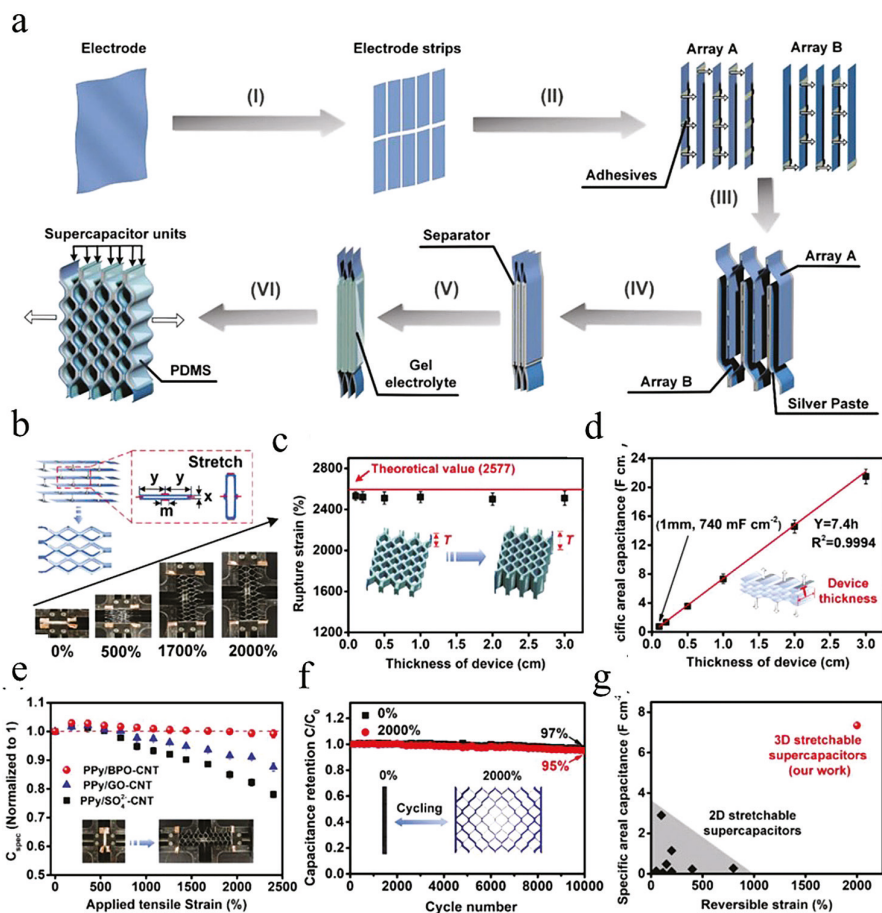 a
Electrode
Electrode strips
Array A
Array B
(I)
(II)
Adhesives
(III)
Supercapacitor units
Separator
Array A
(VI)
(V)
(IV)
PDMS
Gel
electrolyte
Array B
Silver Paste
b
Stretch
y
y
x
m
0%
500%
1700%
2000%
c
Rupture strain (%)
2800
2400
2000
1600
1200
Theoretical value (2577)
T
T
0.0
0.5
1.0
1.5
2.0
2.5
3.0
Thickness of device (cm)
d
cific areal capacitance (F cm⁻²)
24
20
16
12
8
4
0
(1mm, 740 mF cm⁻²)
Y=7.4h
R²=0.9994
T
Device
thickness
0.0
0.5
1.0
1.5
2.0
2.5
3.0
Thickness of device (cm)
e
C_spec (Normalized to 1)
1.1
1.0
0.9
0.8
0.7
0.6
0.5
PPy/BPO-CNT
PPy/GO-CNT
PPy/SO₄²⁻-CNT
0
500
1000
1500
2000
2500
Applied tensile Strain (%)
f
Capacitance retention C/C₀
1.2
1.0
0.8
0.6
0.4
0.2
0.0
0%
2000%
97%
95%
0%
2000%
Cycling
0
2000
4000
6000
8000
10000
Cycle number
g
Specific areal capacitance (F cm⁻²)
8
6
4
2
0
3D stretchable
supercapacitors
(our work)
2D stretchable
supercapacitors
0
500
1000
1500
2000
Reversible strain (%)